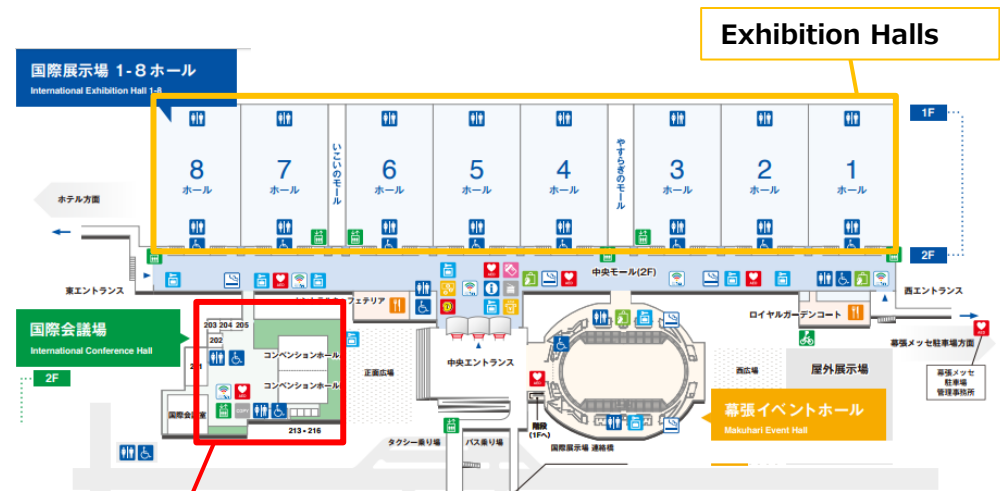 Exhibition Halls
国際展示場 1-8ホール
International Exhibition Hall 1-8
1F
8
ホール
7
ホール
いこいのモール
6
ホール
5
ホール
4
ホール
やすらぎのモール
3
ホール
2
ホール
1
ホール
ホテル方面
2F
中央モール(2F)
東エントランス
西エントランス
フェテリア
ロイヤルガーデンコート
国際会議場
International Conference Hall
2F
203 204 205
202
コンベンションホール
コンベンションホール
国際会議室
COPY
213・216
正面広場
中央エントランス
AED
西広場
屋外展示場
幕張メッセ駐車場方面
AED
幕張メッセ
駐車場
管理事務所
幕張イベントホール
Makuhari Event Hall
階段
(1Fへ)
タクシー乗り場
バス乗り場
国際展示場 連絡橋